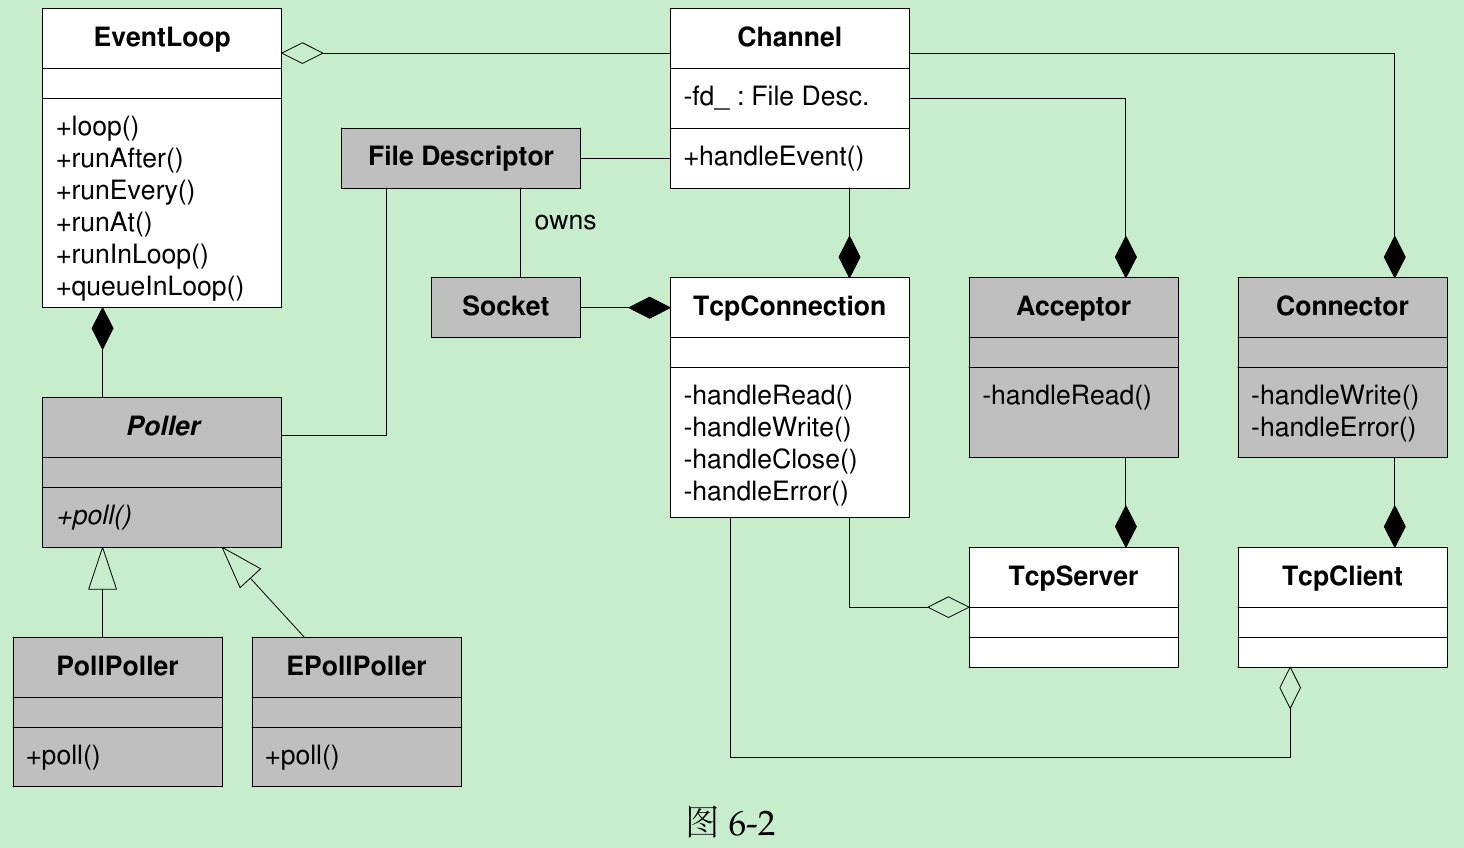 EventLoop
+loop()
+runAfter()
+runEvery()
+runAt()
+runInLoop()
+queueInLoop()
Channel
-fd_ : File Desc.
+handleEvent()
File Descriptor
owns
Socket
TcpConnection
-handleRead()
-handleWrite()
-handleClose()
-handleError()
Acceptor
-handleRead()
Connector
-handleWrite()
-handleError()
Poller
+poll()
PollPoller
+poll()
EPollPoller
+poll()
TcpServer
TcpClient
图 6-2